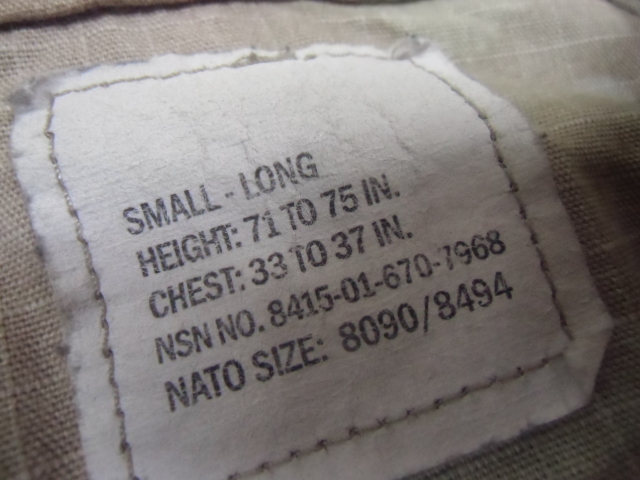 SMALL - LONG
HEIGHT: 71 TO 75 IN.
CHEST: 33 TO 37 IN.
NSN NO. 8415-01-670-7968
NATO SIZE: 8090/8494